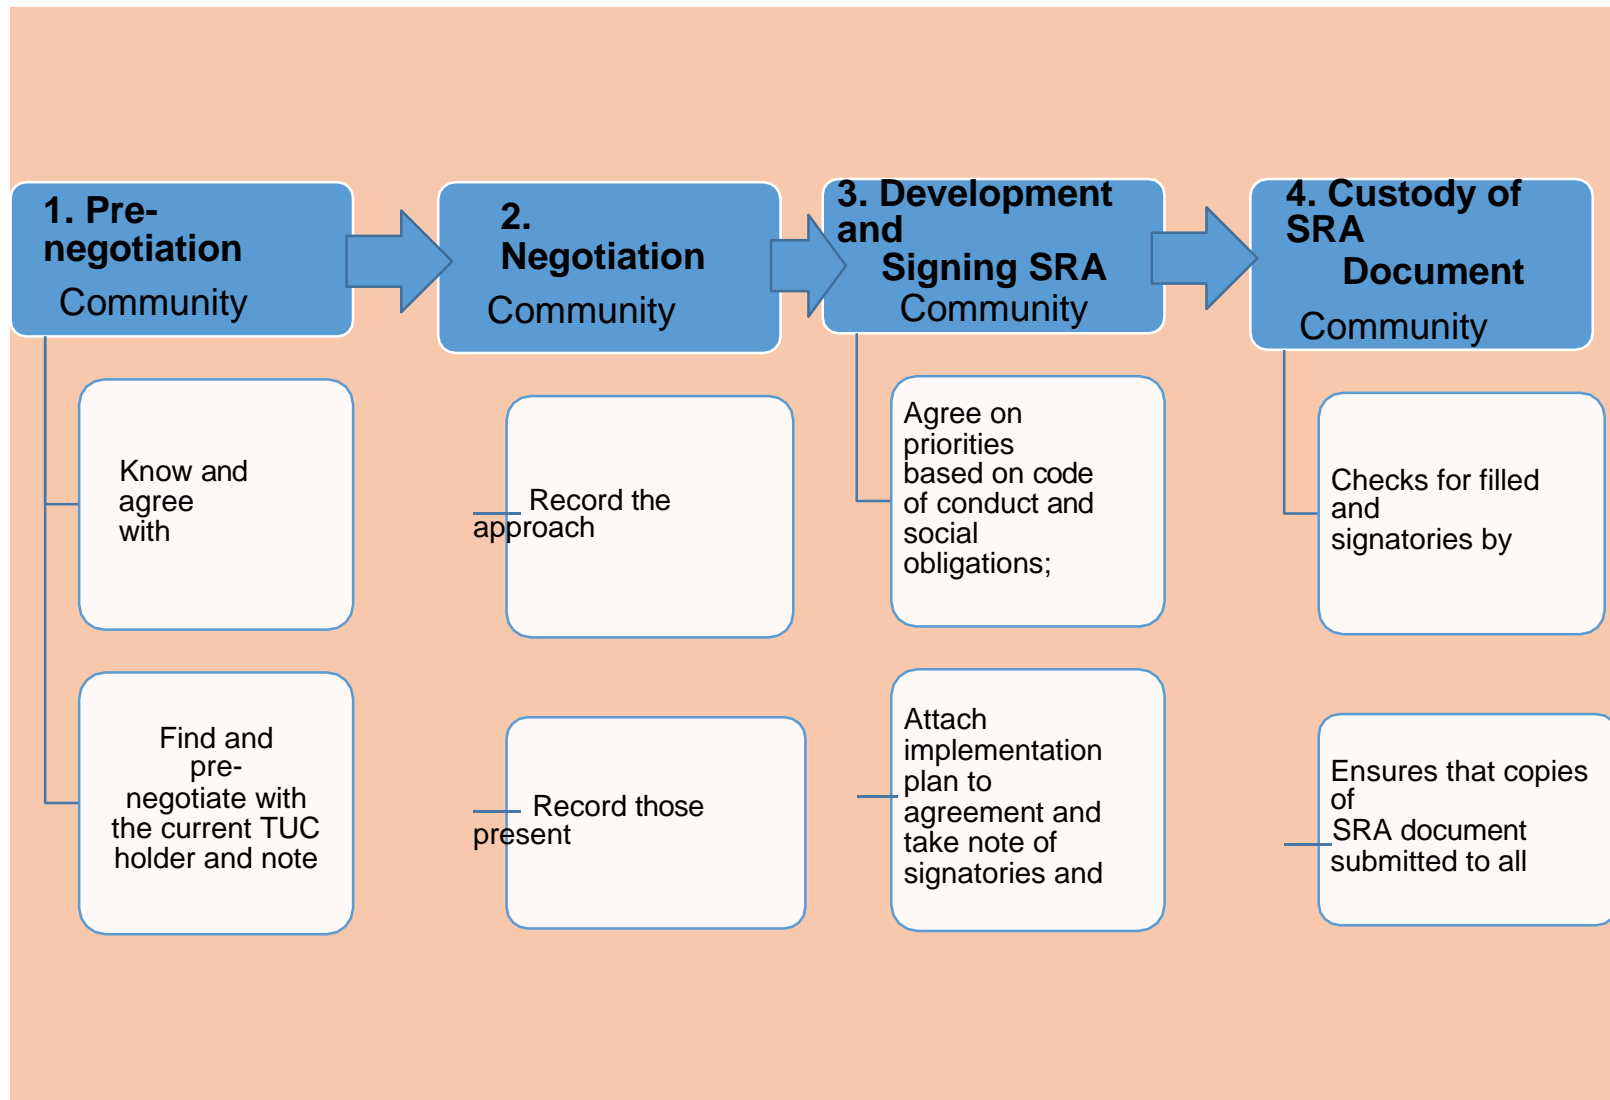 1. Pre-
negotiation
Community
2.
Negotiation
Community
3. Development
and
Signing SRA
Community
4. Custody of
SRA
Document
Community
Know and
agree
with
Find and
pre-
negotiate with
the current TUC
holder and note
Record the
approach
Record those
present
Agree on
priorities
based on code
of conduct and
social
obligations;
Attach
implementation
plan to
agreement and
take note of
signatories and
Checks for filled
and
signatories by
Ensures that copies
of
SRA document
submitted to all